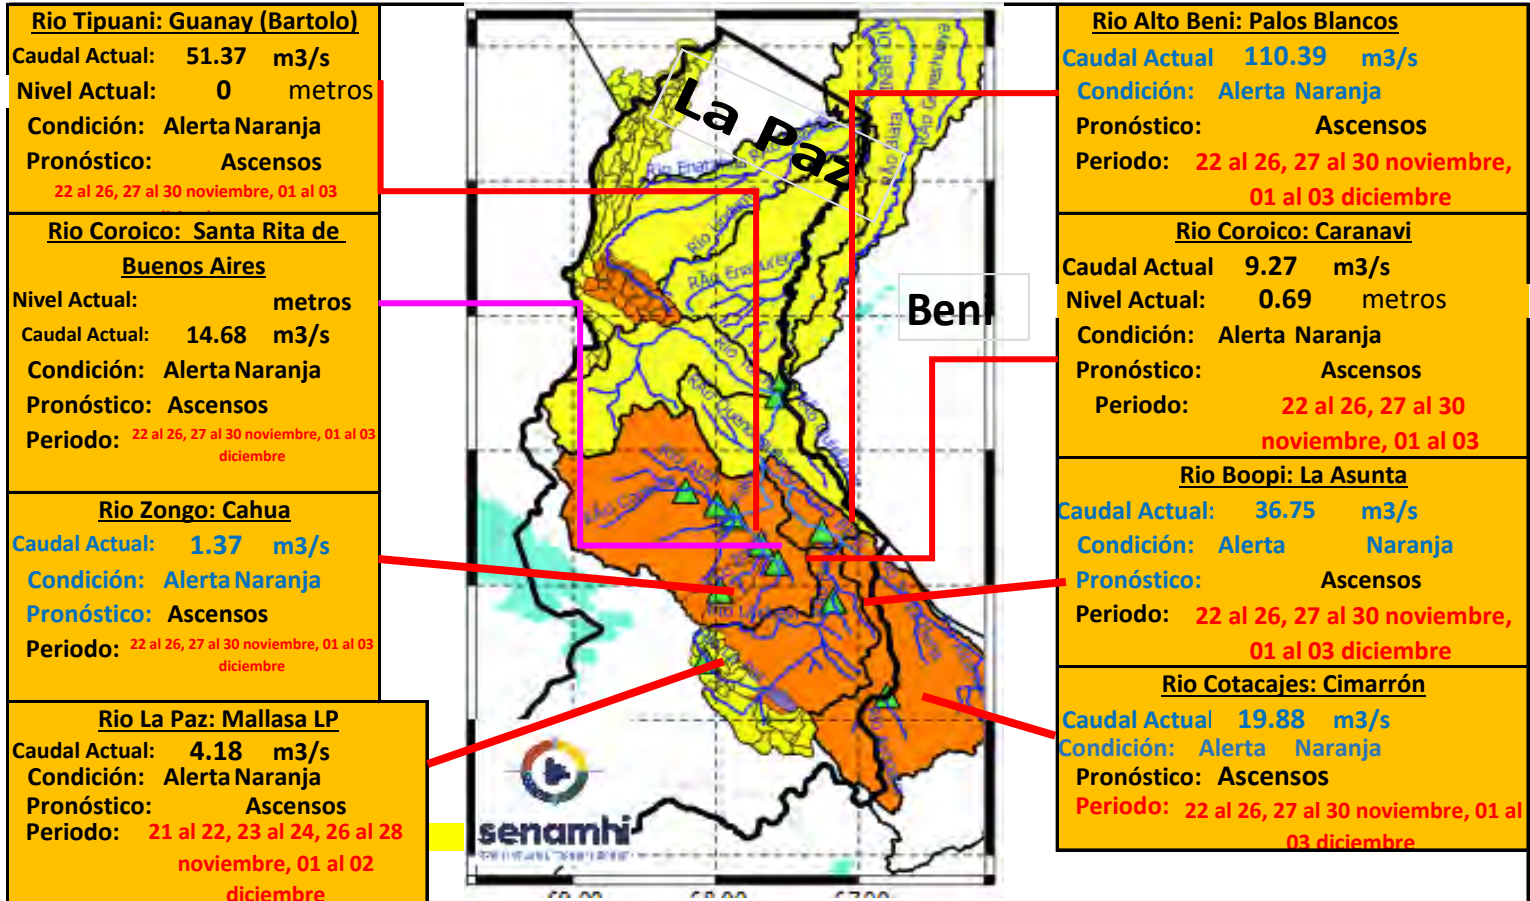 Rio Tipuani: Guanay (Bartolo)
Caudal Actual: 51.37 m3/s
Nivel Actual: 0 metros
Condición: Alerta Naranja
Pronóstico: Ascensos
22 al 26, 27 al 30 noviembre, 01 al 03
Rio Coroico: Santa Rita de
Buenos Aires
Nivel Actual: metros
Caudal Actual: 14.68 m3/s
Condición: Alerta Naranja
Pronóstico: Ascensos
Periodo: 22 al 26, 27 al 30 noviembre, 01 al 03
diciembre
Rio Zongo: Cahua
Caudal Actual: 1.37 m3/s
Condición: Alerta Naranja
Pronóstico: Ascensos
Periodo: 22 al 26, 27 al 30 noviembre, 01 al 03
diciembre
Rio La Paz: Mallasa LP
Caudal Actual: 4.18 m3/s
Condición: Alerta Naranja
Pronóstico: Ascensos
Periodo: 21 al 22, 23 al 24, 26 al 28
noviembre, 01 al 02
diciembre
La Paz
Beni
senamhi
Rio Alto Beni: Palos Blancos
Caudal Actual 110.39 m3/s
Condición: Alerta Naranja
Pronóstico: Ascensos
Periodo: 22 al 26, 27 al 30 noviembre,
01 al 03 diciembre
Rio Coroico: Caranavi
Caudal Actual 9.27 m3/s
Nivel Actual: 0.69 metros
Condición: Alerta Naranja
Pronóstico: Ascensos
Periodo: 22 al 26, 27 al 30
noviembre, 01 al 03
Rio Boopi: La Asunta
Caudal Actual: 36.75 m3/s
Condición: Alerta Naranja
Pronóstico: Ascensos
Periodo: 22 al 26, 27 al 30 noviembre,
01 al 03 diciembre
Rio Cotacajes: Cimarrón
Caudal Actual 19.88 m3/s
Condición: Alerta Naranja
Pronóstico: Ascensos
Periodo: 22 al 26, 27 al 30 noviembre, 01 al
03 diciembre